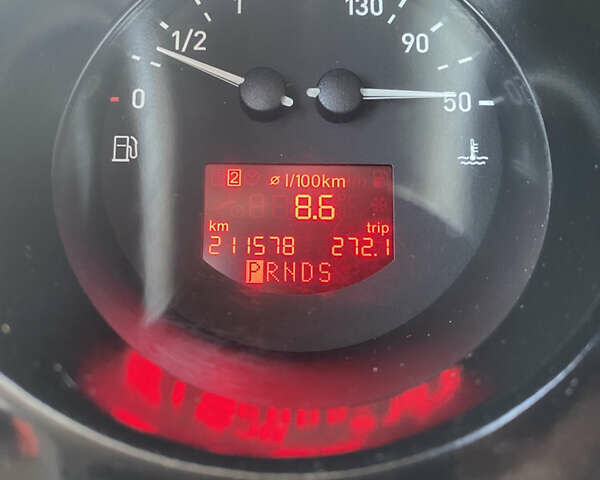 1 130
1/2 90
0 50
2 ø l/100km
8.6
km trip
211578 272.1
PRNDS